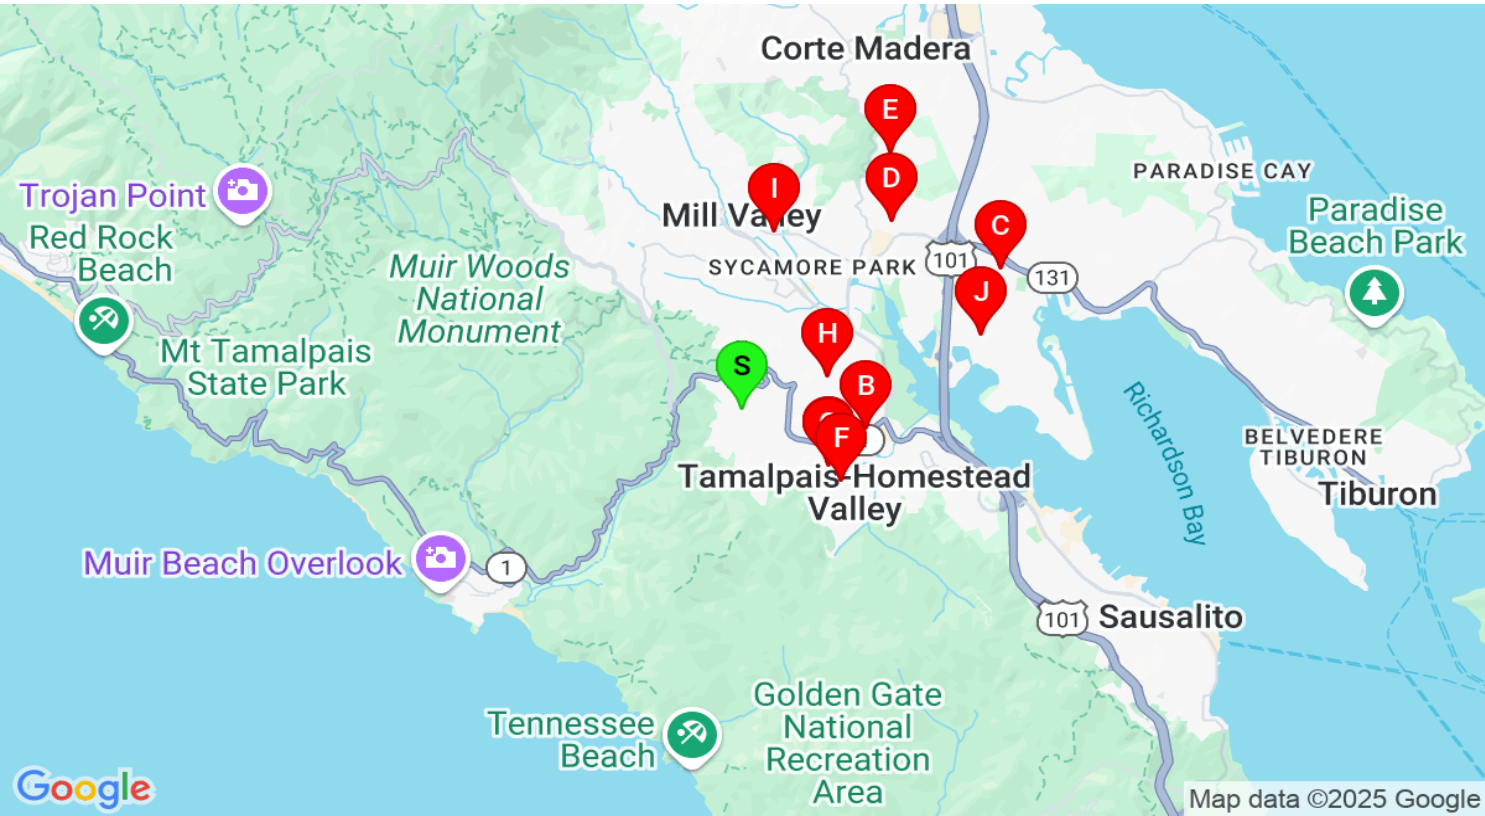 Corte Madera
E
PARADISE CAY
D
I
Trojan Point
Mill Valley
Paradise
Beach Park
C
Red Rock
Beach
101
SYCAMORE PARK
131
Muir Woods
National
Monument
J
H
Mt Tamalpais
State Park
S
B
F
Richardson Bay
BELVEDERE
TIBURON
Tamalpais-Homestead
Valley
Tiburon
Muir Beach Overlook
1
101
Sausalito
Golden Gate
National
Recreation
Area
Tennessee
Beach
Google
Map data ©2025 Google